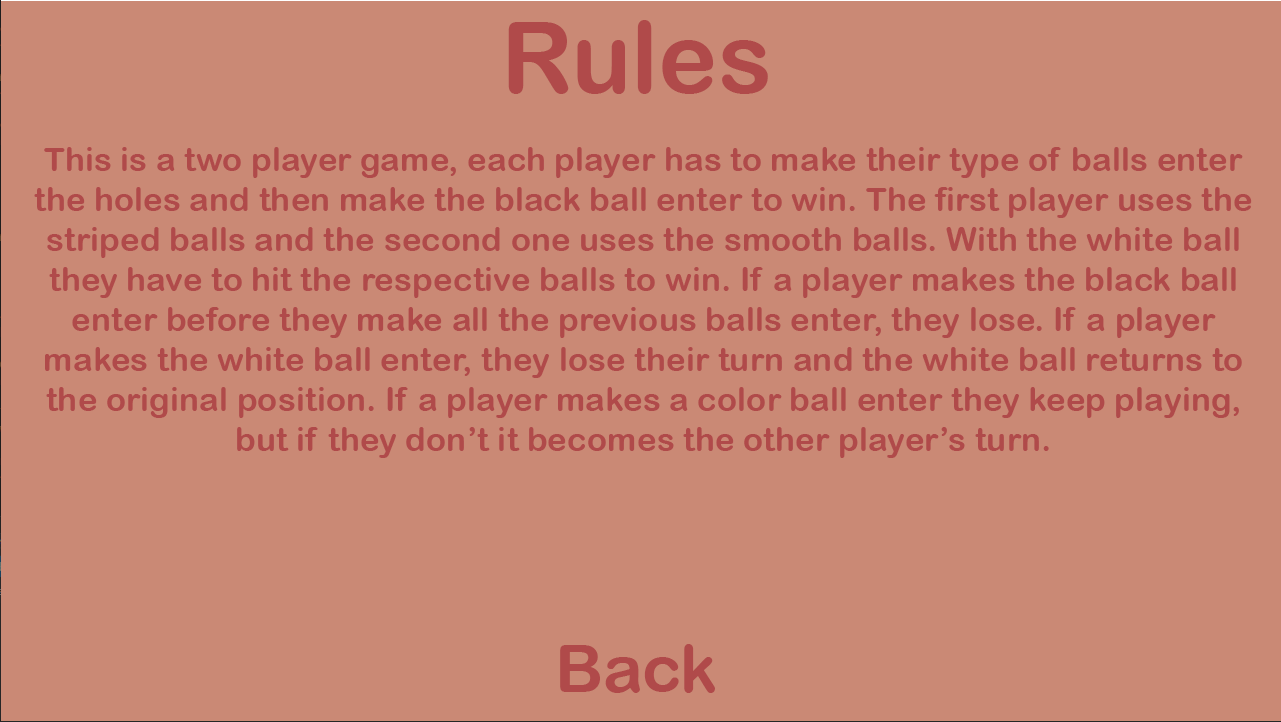 Rules
This is a two player game, each player has to make their type of balls enter
the holes and then make the black ball enter to win. The first player uses the
striped balls and the second one uses the smooth balls. With the white ball
they have to hit the respective balls to win. If a player makes the black ball
enter before they make all the previous balls enter, they lose. If a player
makes the white ball enter, they lose their turn and the white ball returns to
the original position. If a player makes a color ball enter they keep playing,
but if they don’t it becomes the other player’s turn.
Back